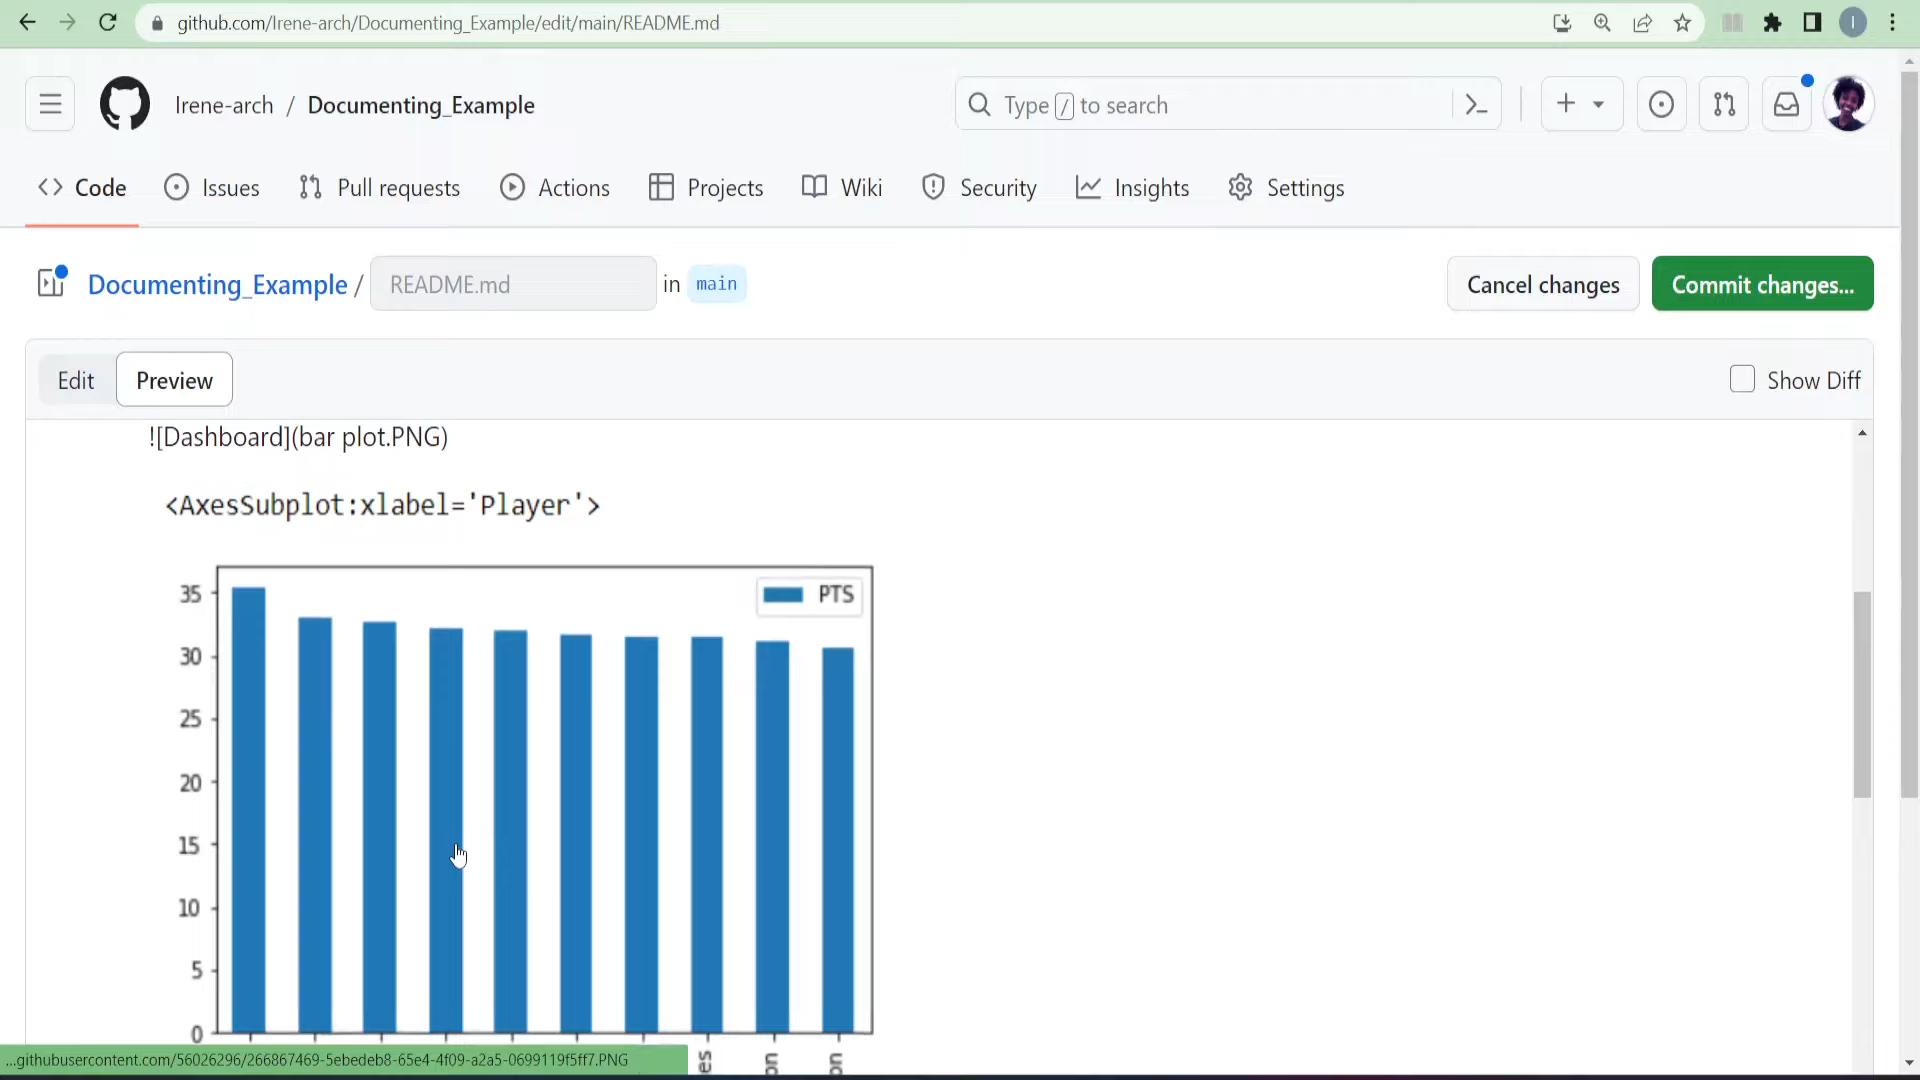 github.com/Irene-arch/Documenting_Example/edit/main/README.md
I
Irene-arch / Documenting_Example
Type / to search
Code Issues Pull requests Actions Projects Wiki Security Insights Settings
Documenting_Example / README.md in main
Cancel changes Commit changes...
Edit Preview
Show Diff
![Dashboard](bar plot.PNG)
<AxesSubplot:xlabel='Player'>
PTS
35
30
25
20
15
10
5
0
es
on
on
...githubusercontent.com/56026296/266867469-5ebedeb8-65e4-4f09-a2a5-0699119f5ff7.PNG